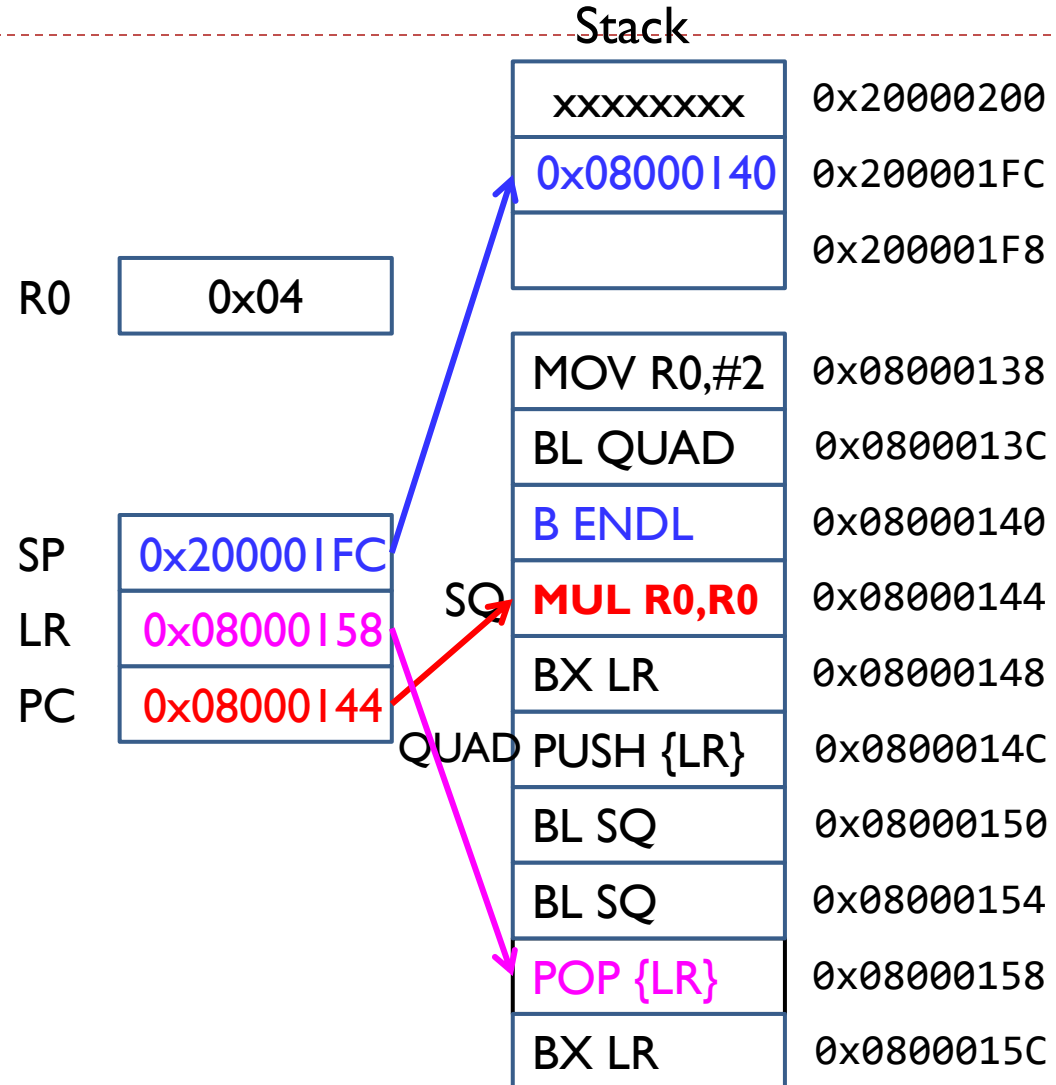 Stack
xxxxxxxx 0x20000200
0x08000140 0x200001FC
0x200001F8
R0 0x04
MOV R0,#2 0x08000138
BL QUAD 0x0800013C
SP 0x200001FC B ENDL 0x08000140
LR 0x08000158 SQ MUL R0,R0 0x08000144
PC 0x08000144 BX LR 0x08000148
QUAD PUSH {LR} 0x0800014C
BL SQ 0x08000150
BL SQ 0x08000154
POP {LR} 0x08000158
BX LR 0x0800015C